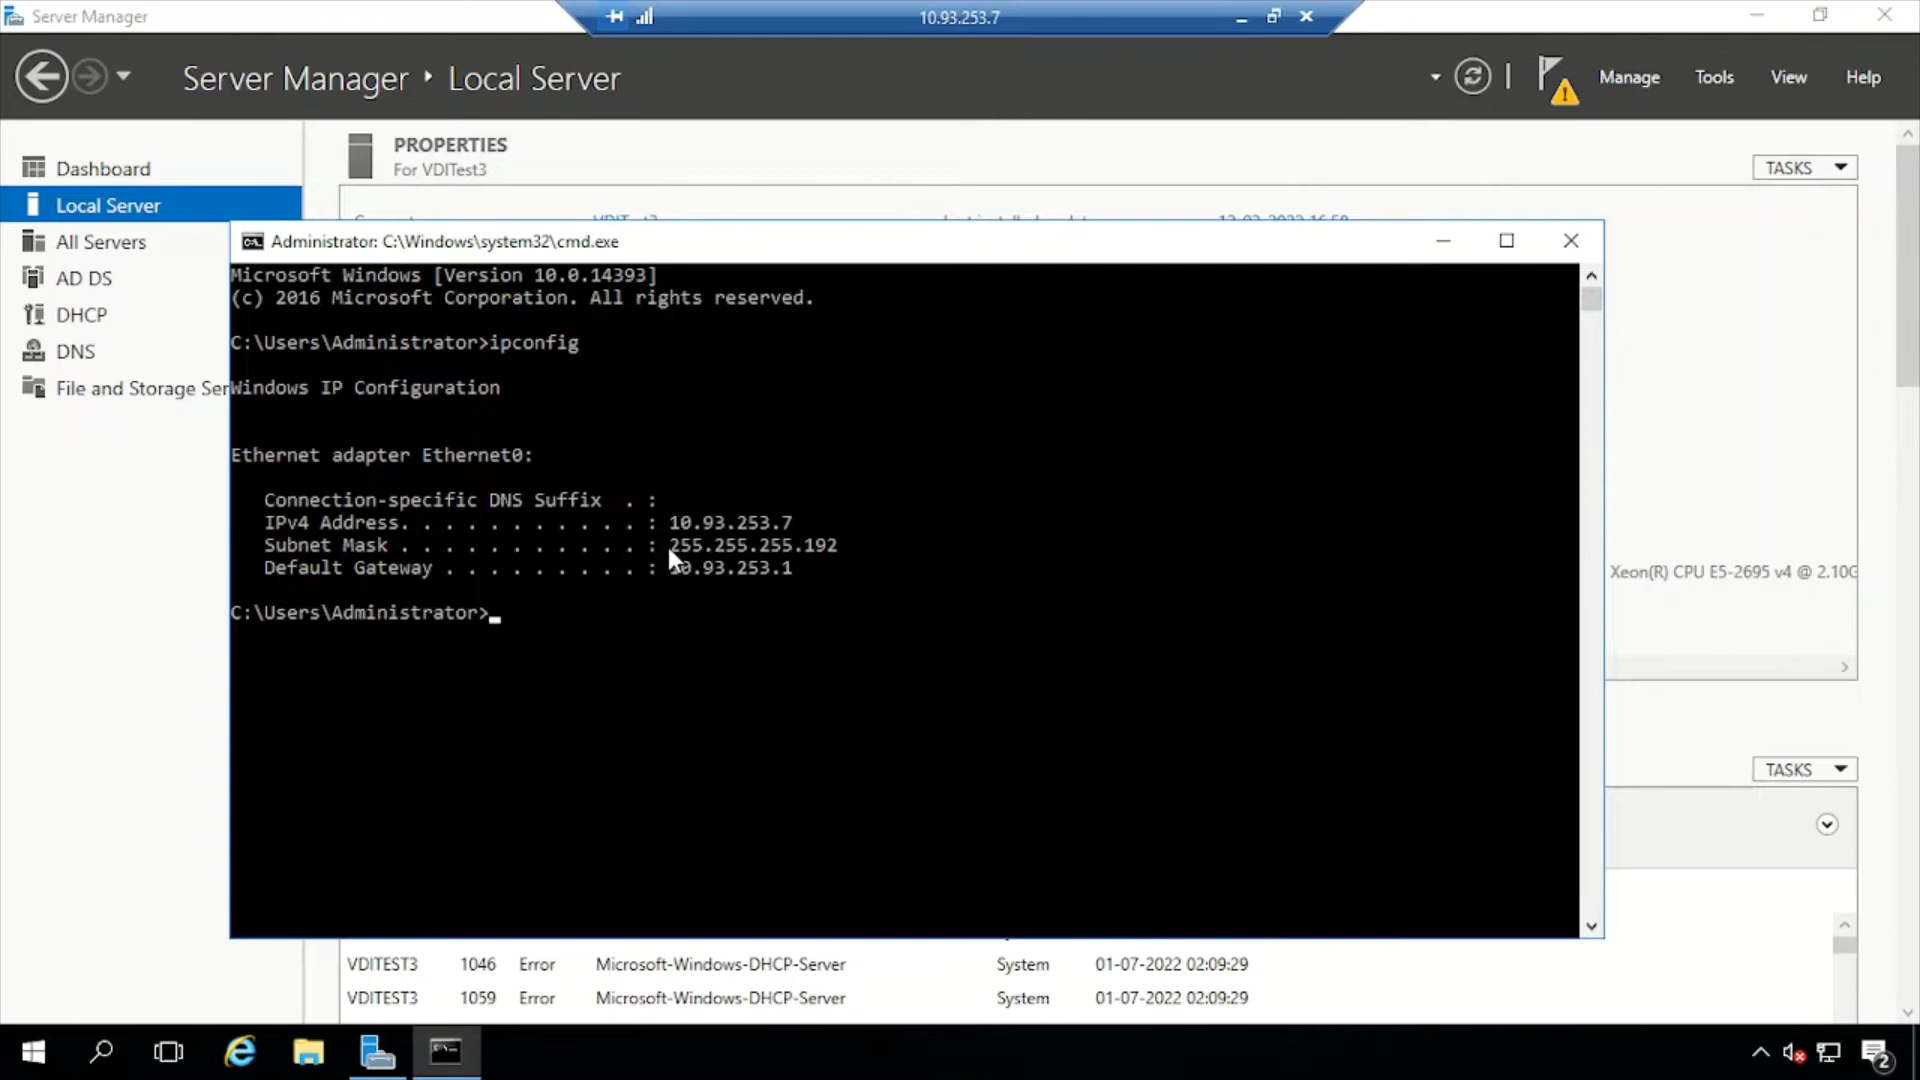 Server Manager
10.93.253.7
Server Manager
Local Server
Manage
Tools
View
Help
PROPERTIES
For VDITest3
TASKS
Dashboard
Local Server
All Servers
AD DS
DHCP
DNS
File and Storage Ser
Administrator: C:\Windows\system32\cmd.exe
Microsoft Windows [Version 10.0.14393]
(c) 2016 Microsoft Corporation. All rights reserved.
C:\Users\Administrator>ipconfig
Windows IP Configuration
Ethernet adapter Ethernet0:
Connection-specific DNS Suffix . :
IPv4 Address. . . . . . . . . . . : 10.93.253.7
Subnet Mask . . . . . . . . . . . : 255.255.255.192
Default Gateway . . . . . . . . . : 10.93.253.1
C:\Users\Administrator>
Xeon(R) CPU E5-2695 v4 @ 2.10G
TASKS
VDITEST3 1046 Error Microsoft-Windows-DHCP-Server System 01-07-2022 02:09:29
VDITEST3 1059 Error Microsoft-Windows-DHCP-Server System 01-07-2022 02:09:29
2